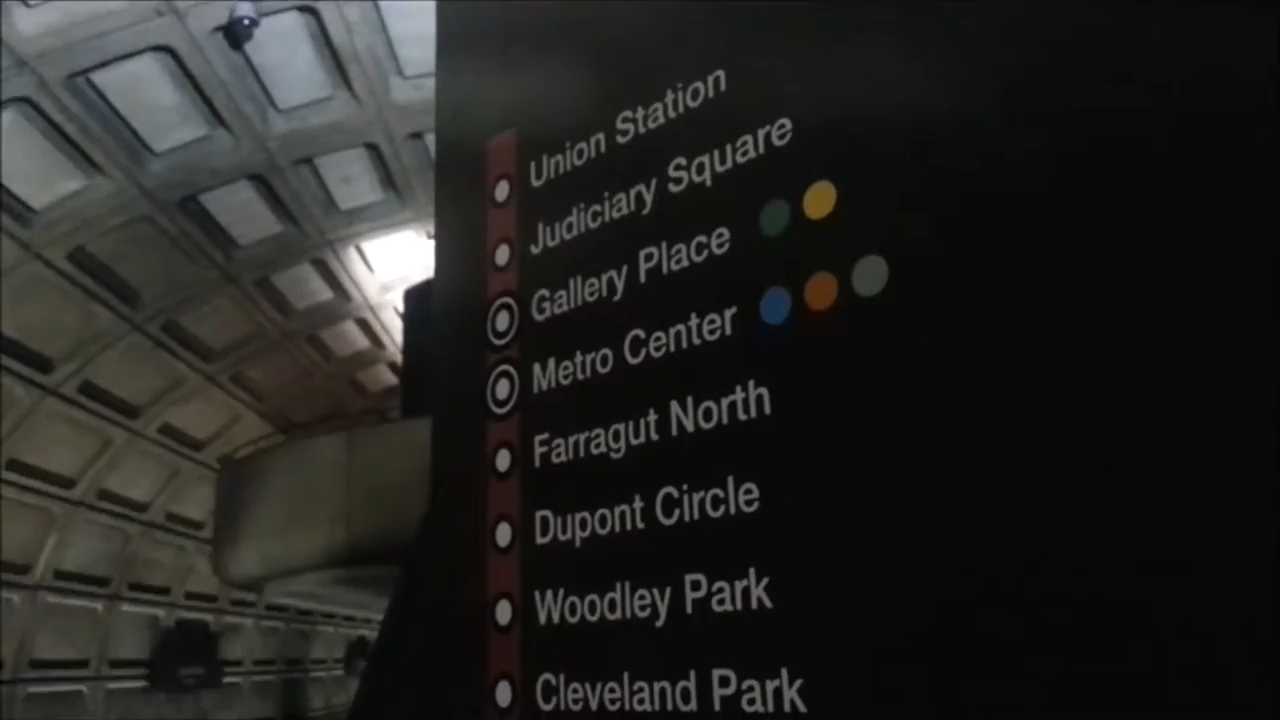 Union Station
Judiciary Square
Gallery Place
Metro Center
Farragut North
Dupont Circle
Woodley Park
Cleveland Park